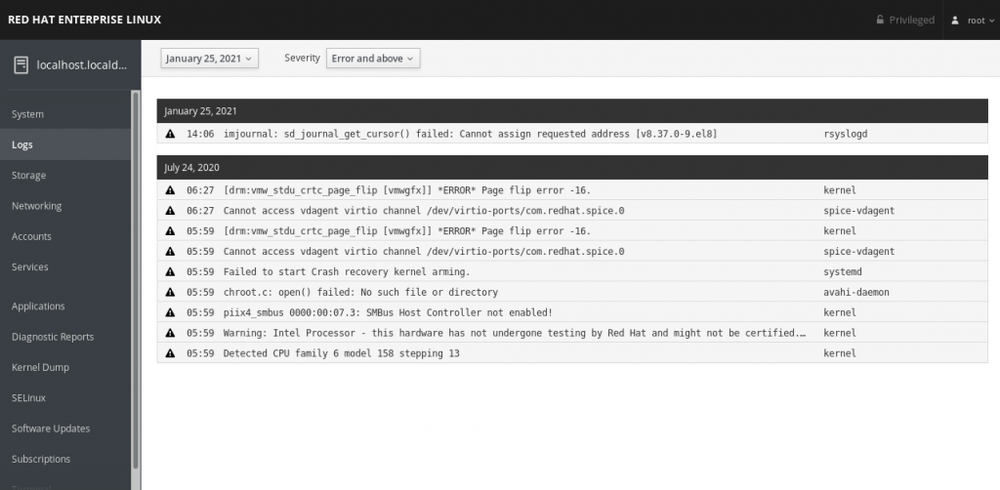 RED HAT ENTERPRISE LINUX
Privileged
root
localhost.locald...
January 25, 2021
Severity
Error and above
System
Logs
Storage
Networking
Accounts
Services
Applications
Diagnostic Reports
Kernel Dump
SELinux
Software Updates
Subscriptions
Terminal
January 25, 2021
14:06 imjournal: sd_journal_get_cursor() failed: Cannot assign requested address [v8.37.0-9.el8] rsyslogd
July 24, 2020
06:27 [drm:vmw_stdu_crtc_page_flip [vmwgfx]] *ERROR* Page flip error -16. kernel
06:27 Cannot access vdagent virtio channel /dev/virtio-ports/com.redhat.spice.0 spice-vdagent
05:59 [drm:vmw_stdu_crtc_page_flip [vmwgfx]] *ERROR* Page flip error -16. kernel
05:59 Cannot access vdagent virtio channel /dev/virtio-ports/com.redhat.spice.0 spice-vdagent
05:59 Failed to start Crash recovery kernel arming. systemd
05:59 chroot.c: open() failed: No such file or directory avahi-daemon
05:59 piix4_smbus 0000:00:07.3: SMBus Host Controller not enabled! kernel
05:59 Warning: Intel Processor - this hardware has not undergone testing by Red Hat and might not be certified.… kernel
05:59 Detected CPU family 6 model 158 stepping 13 kernel